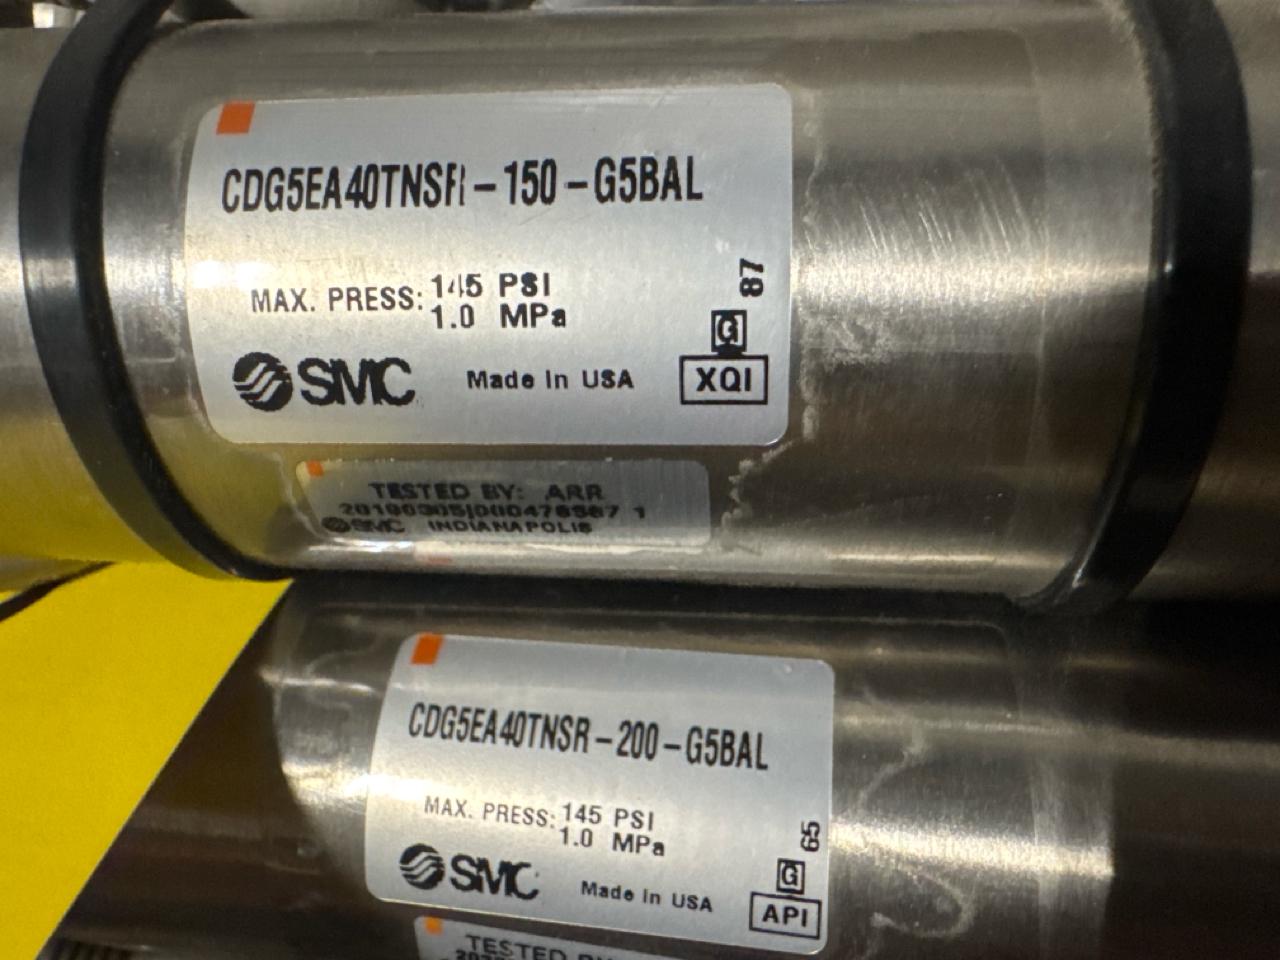 CDG5EA40TNSR-150-G5BAL
MAX. PRESS: 145 PSI
1.0 MPa
87
G
SMC Made in USA XQI
TESTED BY: ARR
SMC INDIANAPOLIS
CDG5EA40TNSR-200-G5BAL
MAX. PRESS: 145 PSI
1.0 MPa
65
G
SMC Made in USA API
TESTED